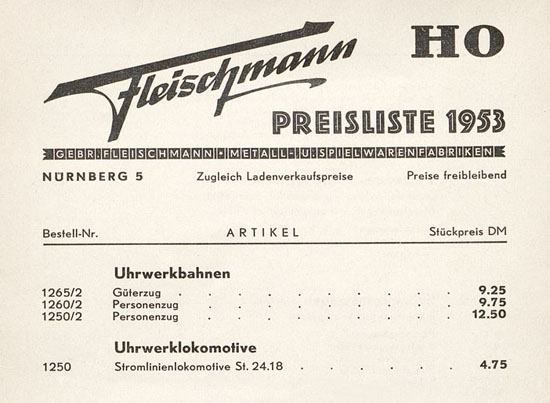 Fleischmann HO
PREISLISTE 1953
GEBR. FLEISCHMANN • METALL- U. SPIELWARENFABRIKEN
NÜRNBERG 5 Zugleich Ladenverkaufspreise Preise freibleibend
Bestell-Nr. ARTIKEL Stückpreis DM
Uhrwerkbahnen
1265/2 Güterzug . . . . . . . . . . 9.25
1260/2 Personenzug . . . . . . . . . . 9.75
1250/2 Personenzug . . . . . . . . . . 12.50
Uhrwerklokomotive
1250 Stromlinienlokomotive St. 24.18 . . . . . 4.75